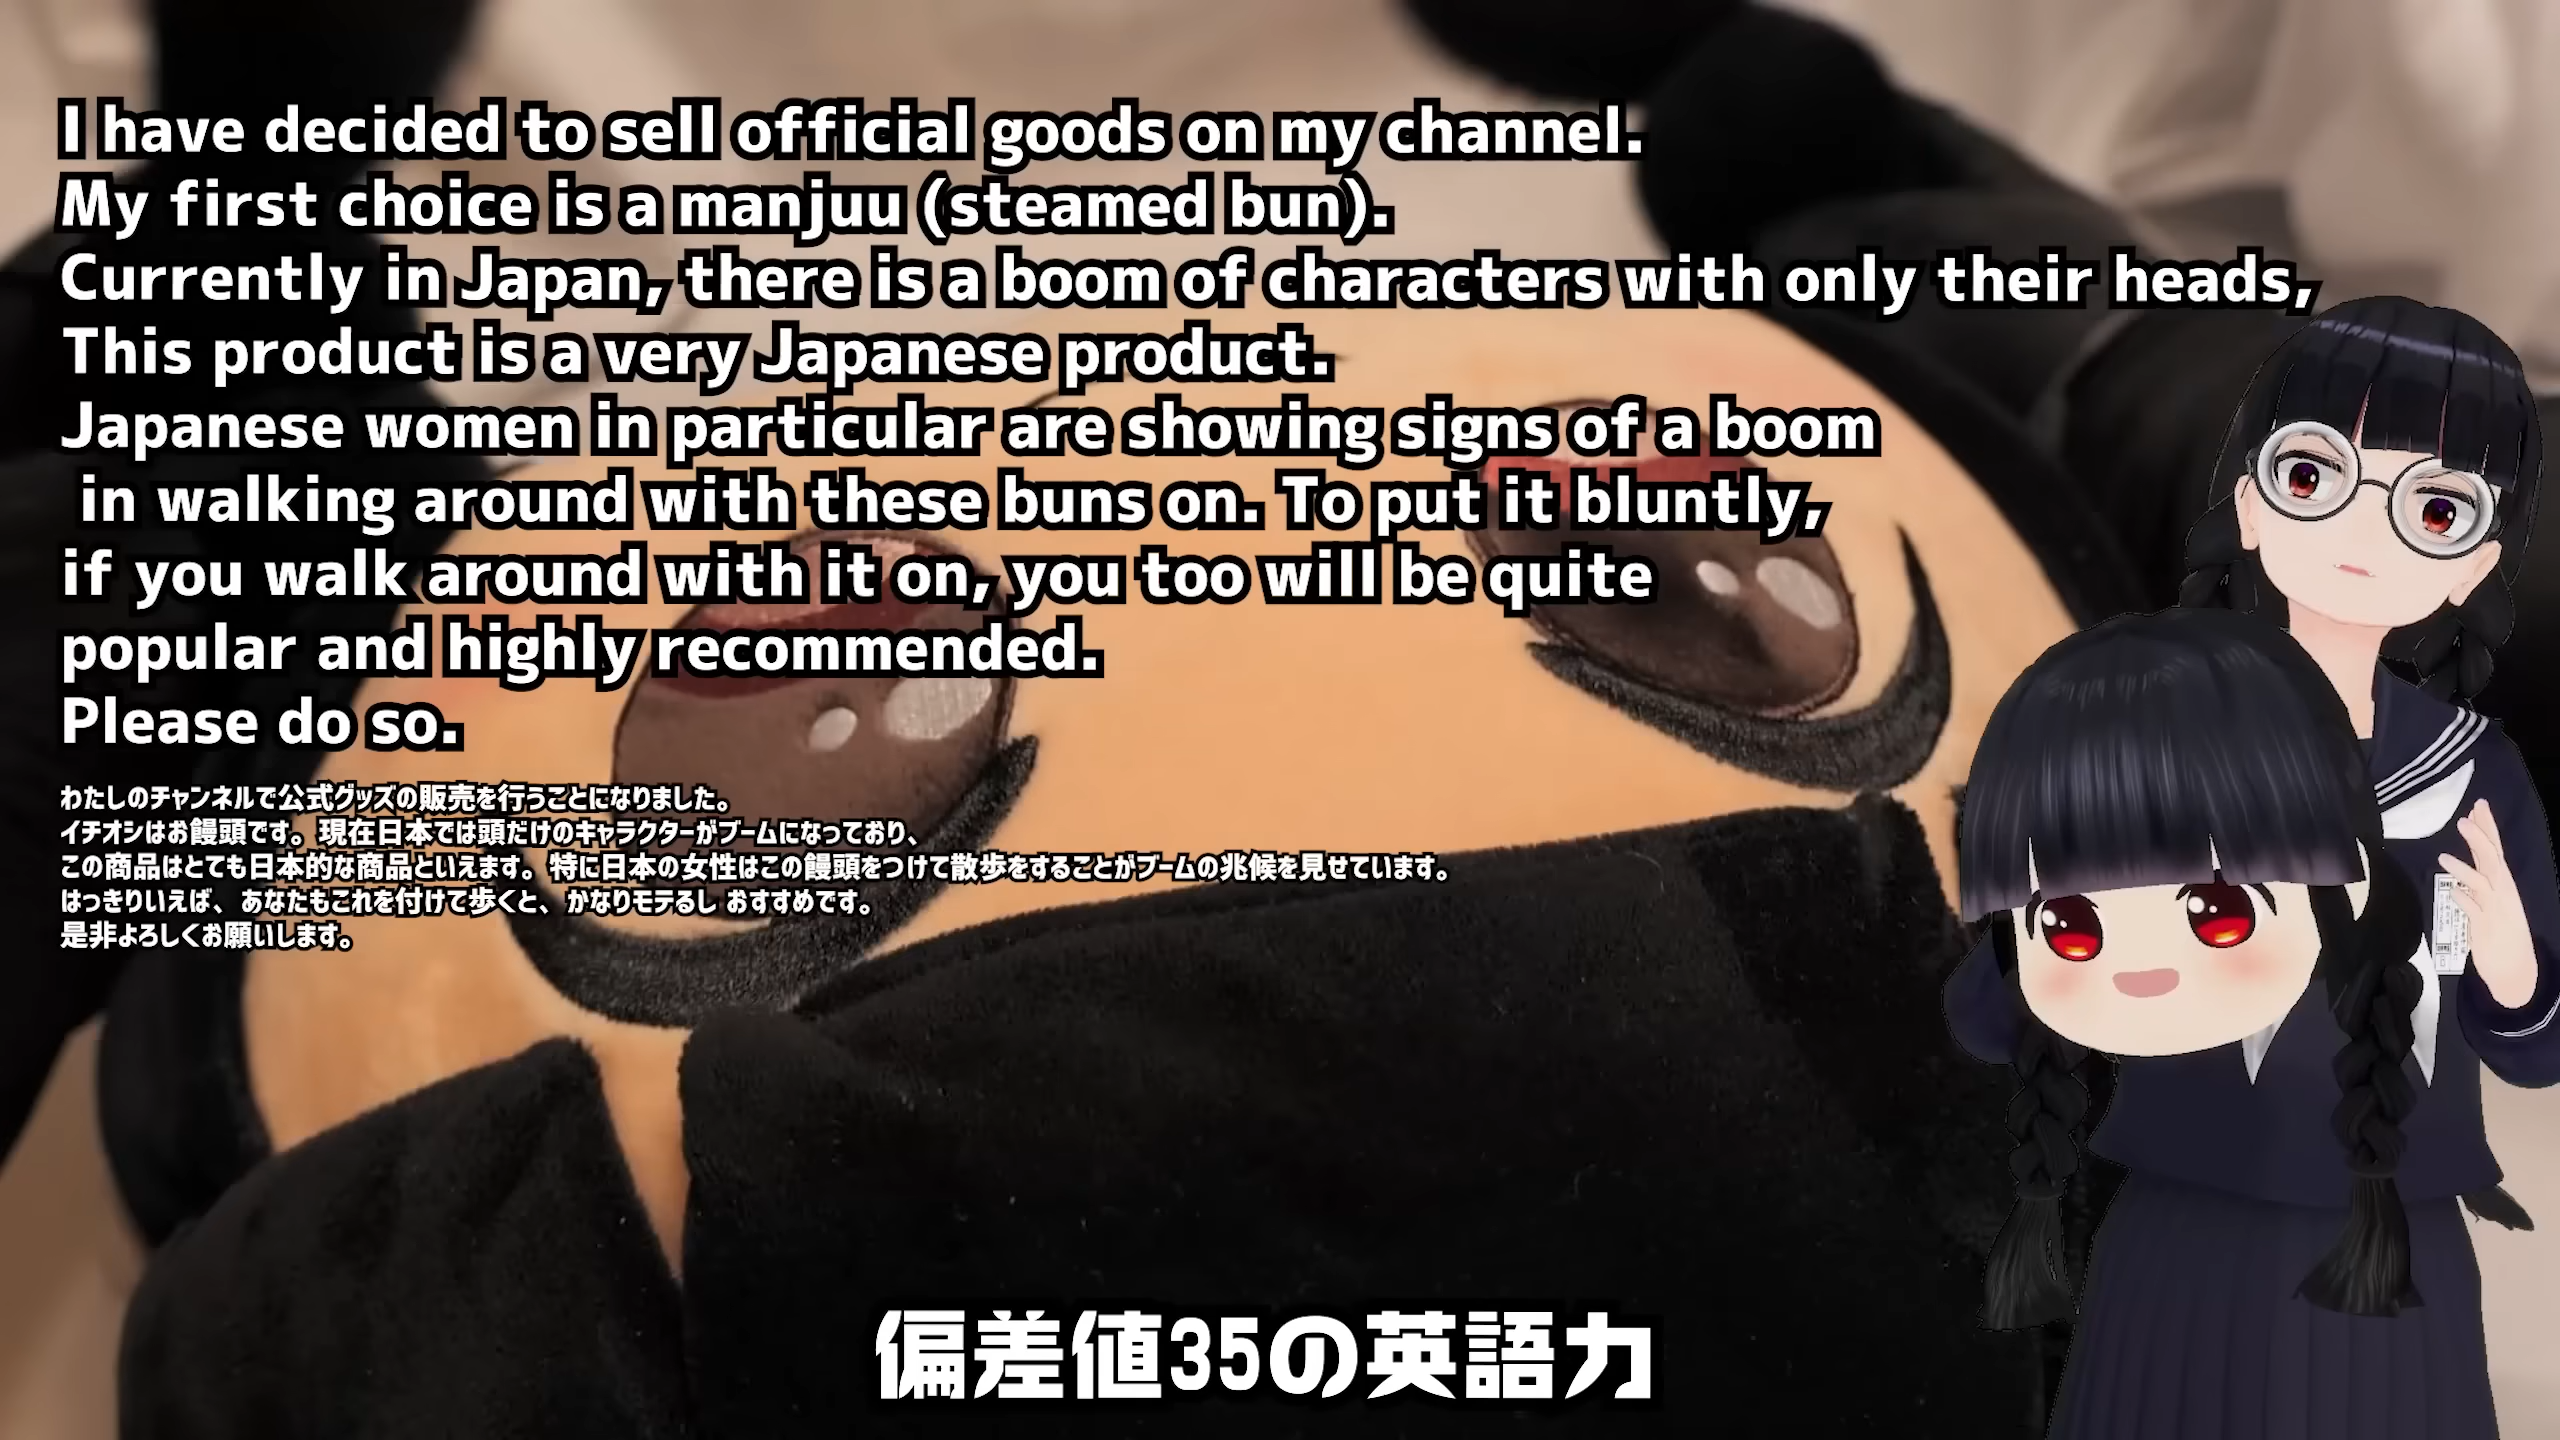 I have decided to sell official goods on my channel.
My first choice is a manjuu (steamed bun).
Currently in Japan, there is a boom of characters with only their heads,
This product is a very Japanese product.
Japanese women in particular are showing signs of a boom
in walking around with these buns on. To put it bluntly,
if you walk around with it on, you too will be quite
popular and highly recommended.
Please do so.
わたしのチャンネルで公式グッズの販売を行うことになりました。
イチオシはお饅頭です。現在日本では頭だけのキャラクターがブームになっており、
この商品はとても日本的な商品といえます。特に日本の女性はこの饅頭をつけて散歩をすることがブームの兆候を見せています。
はっきりいえば、あなたもこれを付けて歩くと、かなりモテるし おすすめです。
是非よろしくお願いします。
偏差値35の英語力